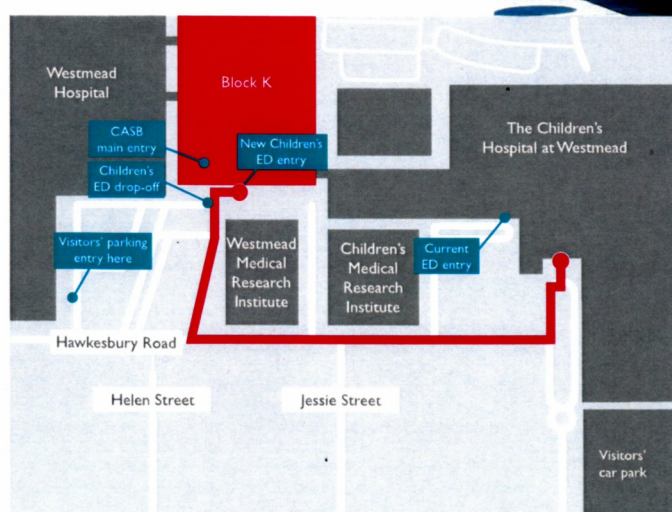 Westmead
Hospital
Block K
CASB
main entry
New Children's
ED entry
The Children's
Hospital at Westmead
Children's
ED drop-off
Visitors' parking
entry here
Westmead
Medical
Research
Institute
Children's
Medical
Research
Institute
Current
ED entry
Hawkesbury Road
Helen Street
Jessie Street
Visitors'
car park